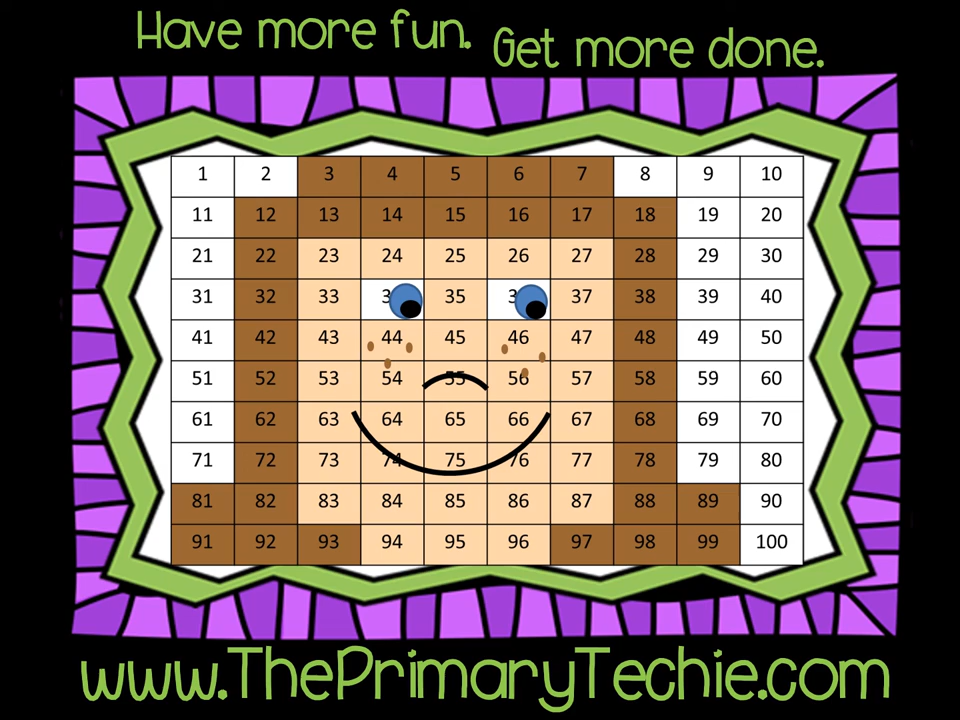 Have more fun. Get more done.
1 2 3 4 5 6 7 8 9 10
11 12 13 14 15 16 17 18 19 20
21 22 23 24 25 26 27 28 29 30
31 32 33 35 37 38 39 40
41 42 43 44 45 46 47 48 49 50
51 52 53 54 55 56 57 58 59 60
61 62 63 64 65 66 67 68 69 70
71 72 73 74 75 76 77 78 79 80
81 82 83 84 85 86 87 88 89 90
91 92 93 94 95 96 97 98 99 100
www.ThePrimaryTechie.com